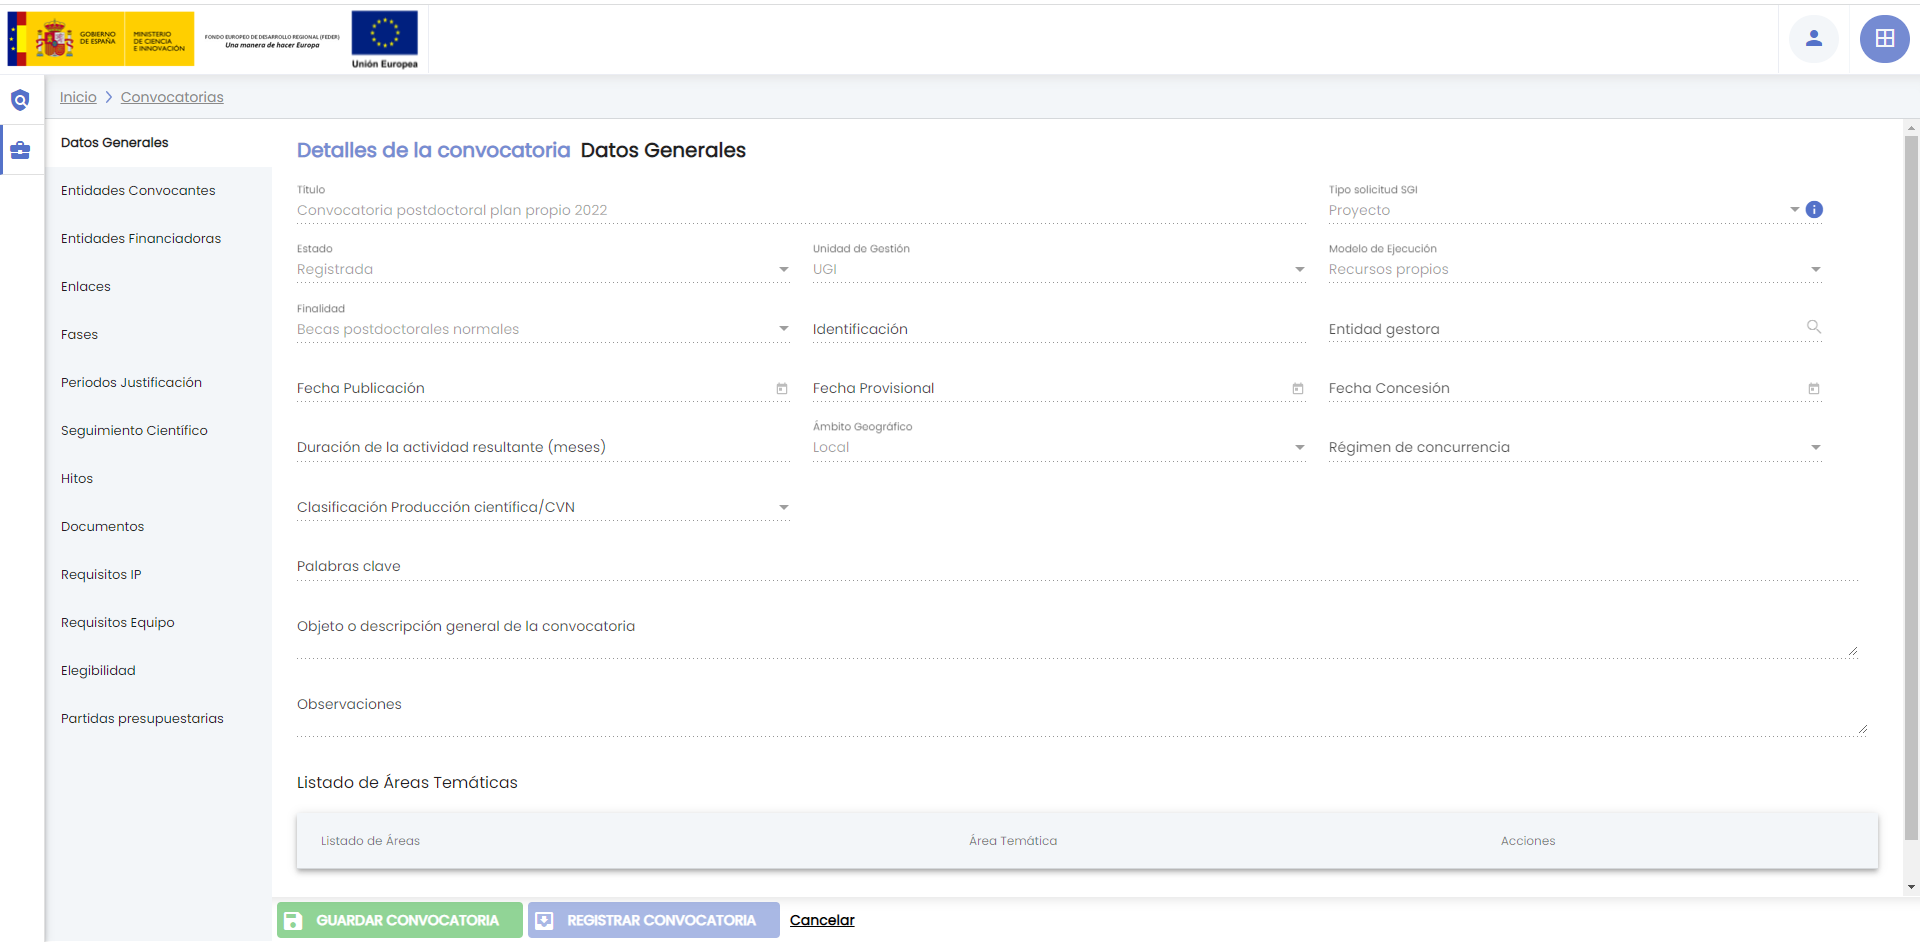 GOBIERNO
DE ESPAÑA
MINISTERIO
DE CIENCIA
E INNOVACIÓN
FONDO EUROPEO DE DESARROLLO REGIONAL (FEDER)
Una manera de hacer Europa
Unión Europea
Inicio
Convocatorias
Datos Generales
Entidades Convocantes
Entidades Financiadoras
Enlaces
Fases
Periodos Justificación
Seguimiento Científico
Hitos
Documentos
Requisitos IP
Requisitos Equipo
Elegibilidad
Partidas presupuestarias
Detalles de la convocatoria Datos Generales
Título
Convocatoria postdoctoral plan propio 2022
Tipo solicitud SGI
Proyecto
Estado
Registrada
Unidad de Gestión
UGI
Modelo de Ejecución
Recursos propios
Finalidad
Becas postdoctorales normales
Identificación
Entidad gestora
Fecha Publicación
Fecha Provisional
Fecha Concesión
Duración de la actividad resultante (meses)
Ámbito Geográfico
Local
Régimen de concurrencia
Clasificación Producción científica/CVN
Palabras clave
Objeto o descripción general de la convocatoria
Observaciones
Listado de Áreas Temáticas
Listado de Áreas
Área Temática
Acciones
GUARDAR CONVOCATORIA
REGISTRAR CONVOCATORIA
Cancelar